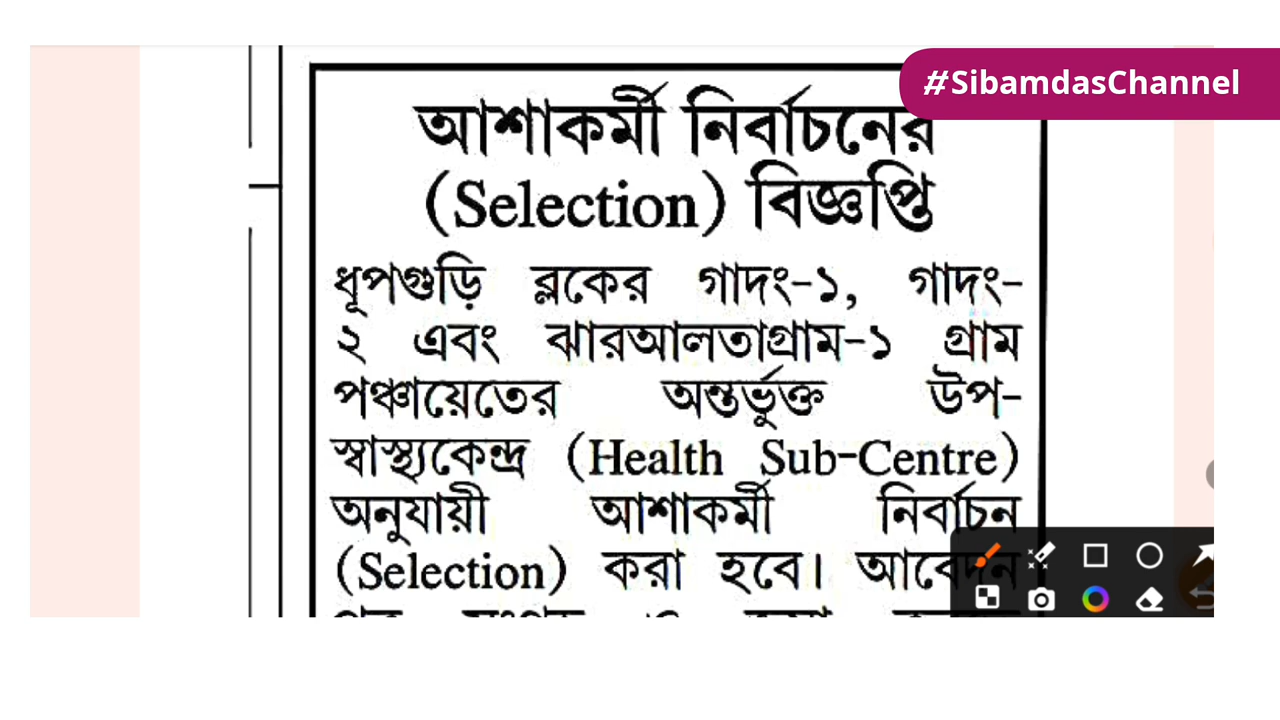 #SibamdasChannel
আশাকর্মী নির্বাচনের
(Selection) বিজ্ঞপ্তি
ধূপগুড়ি ব্লকের গাদং-১, গাদং-
২ এবং ঝারআলতাগ্রাম-১ গ্রাম
পঞ্চায়েতের অন্তর্ভুক্ত উপ-
স্বাস্থ্যকেন্দ্র (Health Sub-Centre)
অনুযায়ী আশাকর্মী নির্বাচন
(Selection) করা হবে। আবেদন